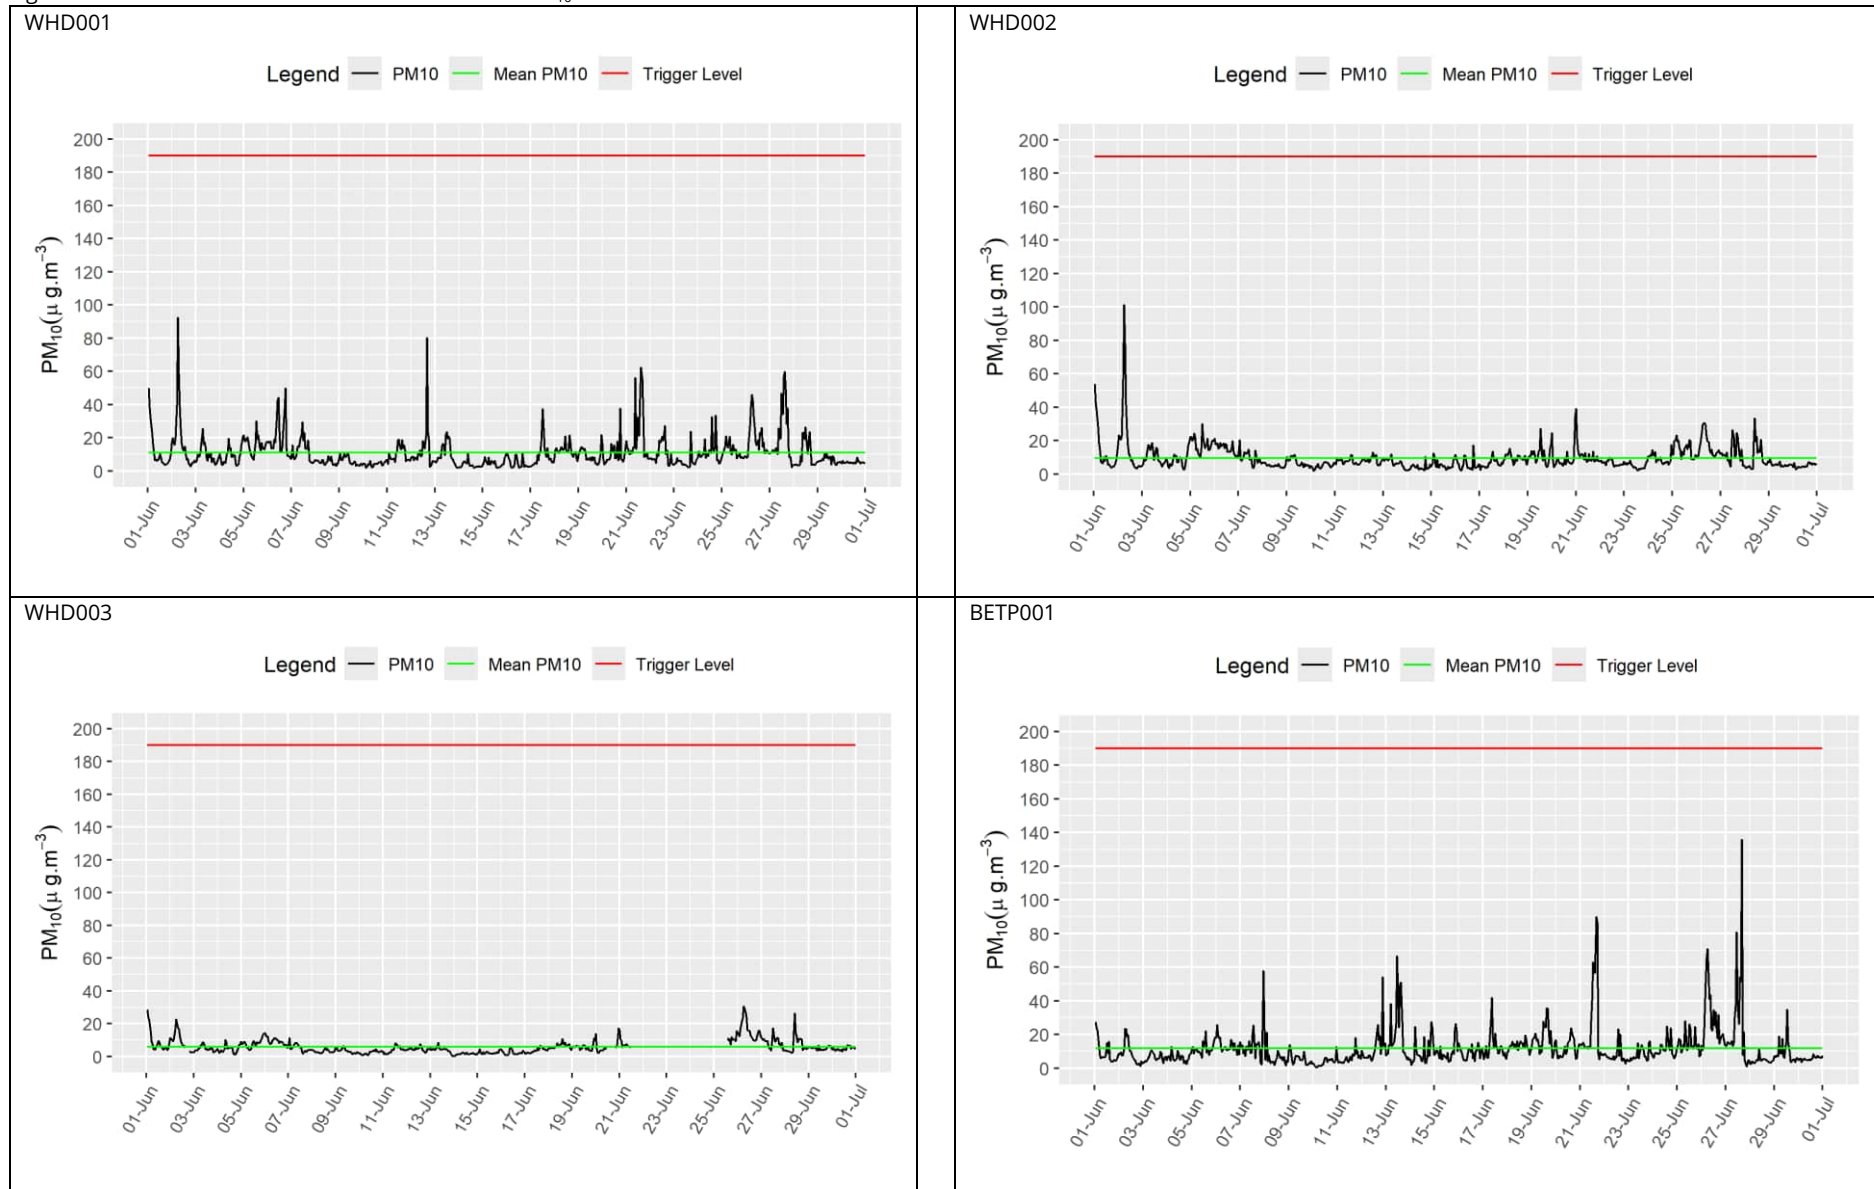 WHD001
Legend PM10 Mean PM10 Trigger Level
200
180
160
140
120
100
80
60
40
20
0
PM10(μ g.m−3)
01-Jun 03-Jun 05-Jun 07-Jun 09-Jun 11-Jun 13-Jun 15-Jun 17-Jun 19-Jun 21-Jun 23-Jun 25-Jun 27-Jun 29-Jun 01-Jul
WHD002
Legend PM10 Mean PM10 Trigger Level
200
180
160
140
120
100
80
60
40
20
0
PM10(μ g.m−3)
01-Jun 03-Jun 05-Jun 07-Jun 09-Jun 11-Jun 13-Jun 15-Jun 17-Jun 19-Jun 21-Jun 23-Jun 25-Jun 27-Jun 29-Jun 01-Jul
WHD003
Legend PM10 Mean PM10 Trigger Level
200
180
160
140
120
100
80
60
40
20
0
PM10(μ g.m−3)
01-Jun 03-Jun 05-Jun 07-Jun 09-Jun 11-Jun 13-Jun 15-Jun 17-Jun 19-Jun 21-Jun 23-Jun 25-Jun 27-Jun 29-Jun 01-Jul
BETP001
Legend PM10 Mean PM10 Trigger Level
200
180
160
140
120
100
80
60
40
20
0
PM10(μ g.m−3)
01-Jun 03-Jun 05-Jun 07-Jun 09-Jun 11-Jun 13-Jun 15-Jun 17-Jun 19-Jun 21-Jun 23-Jun 25-Jun 27-Jun 29-Jun 01-Jul